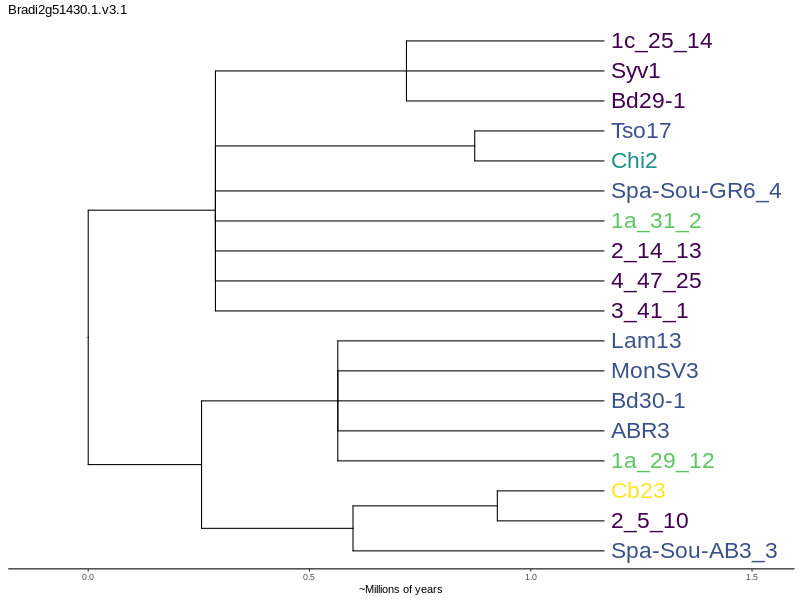 Bradi2g51430.1.v3.1
1c_25_14
Syv1
Bd29-1
Tso17
Chi2
Spa-Sou-GR6_4
1a_31_2
2_14_13
4_47_25
3_41_1
Lam13
MonSV3
Bd30-1
ABR3
1a_29_12
Cb23
2_5_10
Spa-Sou-AB3_3
0.0 0.5 1.0 1.5
~Millions of years